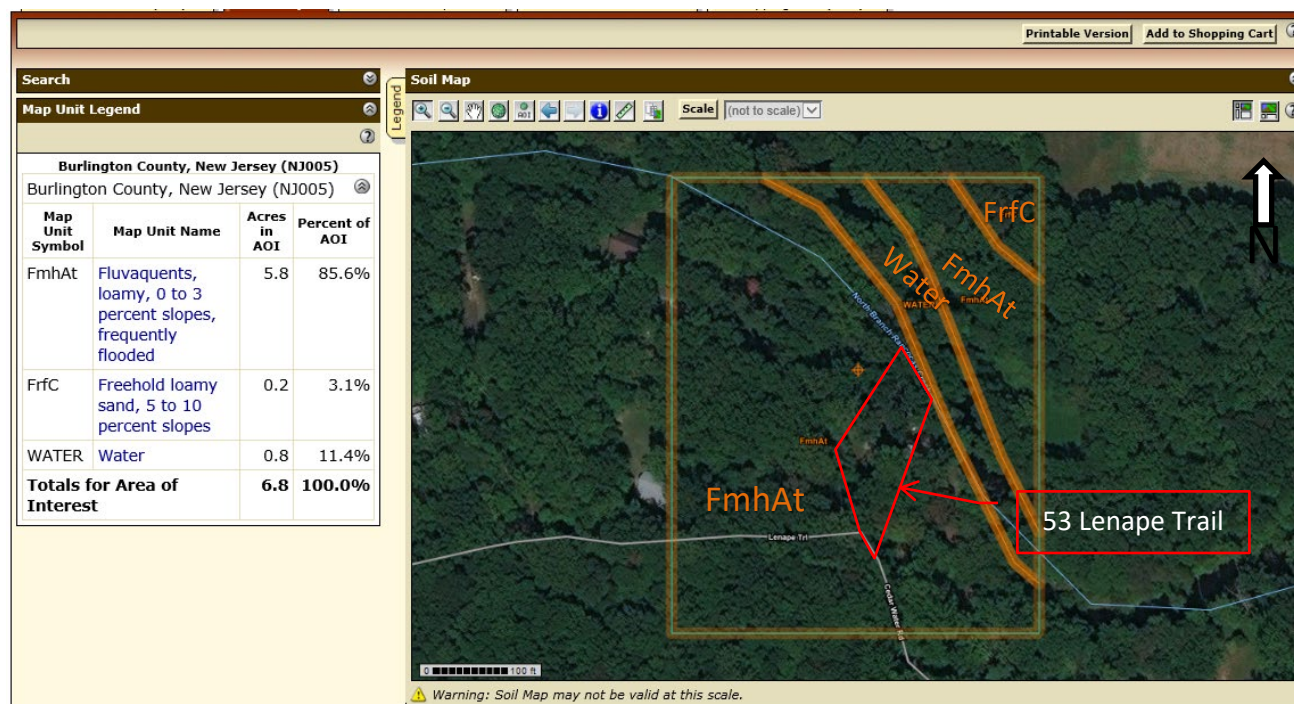 Printable Version
Add to Shopping Cart
Search
Map Unit Legend
Burlington County, New Jersey (NJ005)
Burlington County, New Jersey (NJ005)
Map Unit Symbol
Map Unit Name
Acres in AOI
Percent of AOI
FmhAt
Fluvaquents,
loamy, 0 to 3
percent slopes,
frequently
flooded
5.8
85.6%
FrfC
Freehold loamy
sand, 5 to 10
percent slopes
0.2
3.1%
WATER
Water
0.8
11.4%
Totals for Area of
Interest
6.8
100.0%
Legend
Soil Map
AOI
Scale
(not to scale)
FrfC
N
Water
FmhAt
WATER
North Branch
FmhAt
FmhAt
53 Lenape Trail
Lenape Trl
Cedar Water Rd
0
100 ft
Warning: Soil Map may not be valid at this scale.